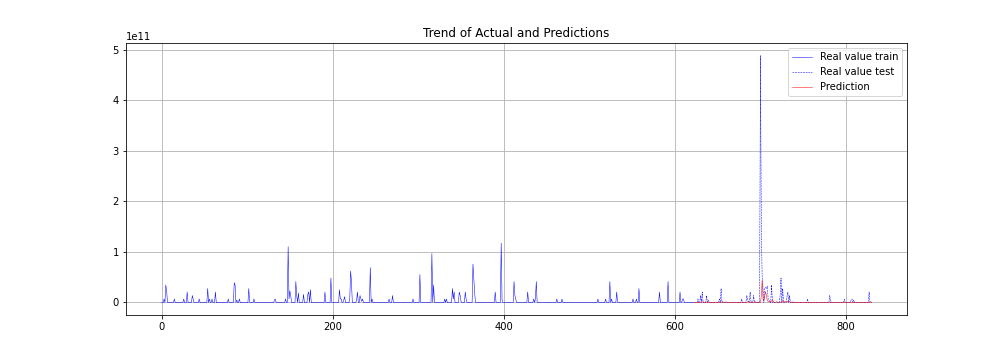 Trend of Actual and Predictions
1e11
Real value train
Real value test
Prediction
5
4
3
2
1
0
0 200 400 600 800